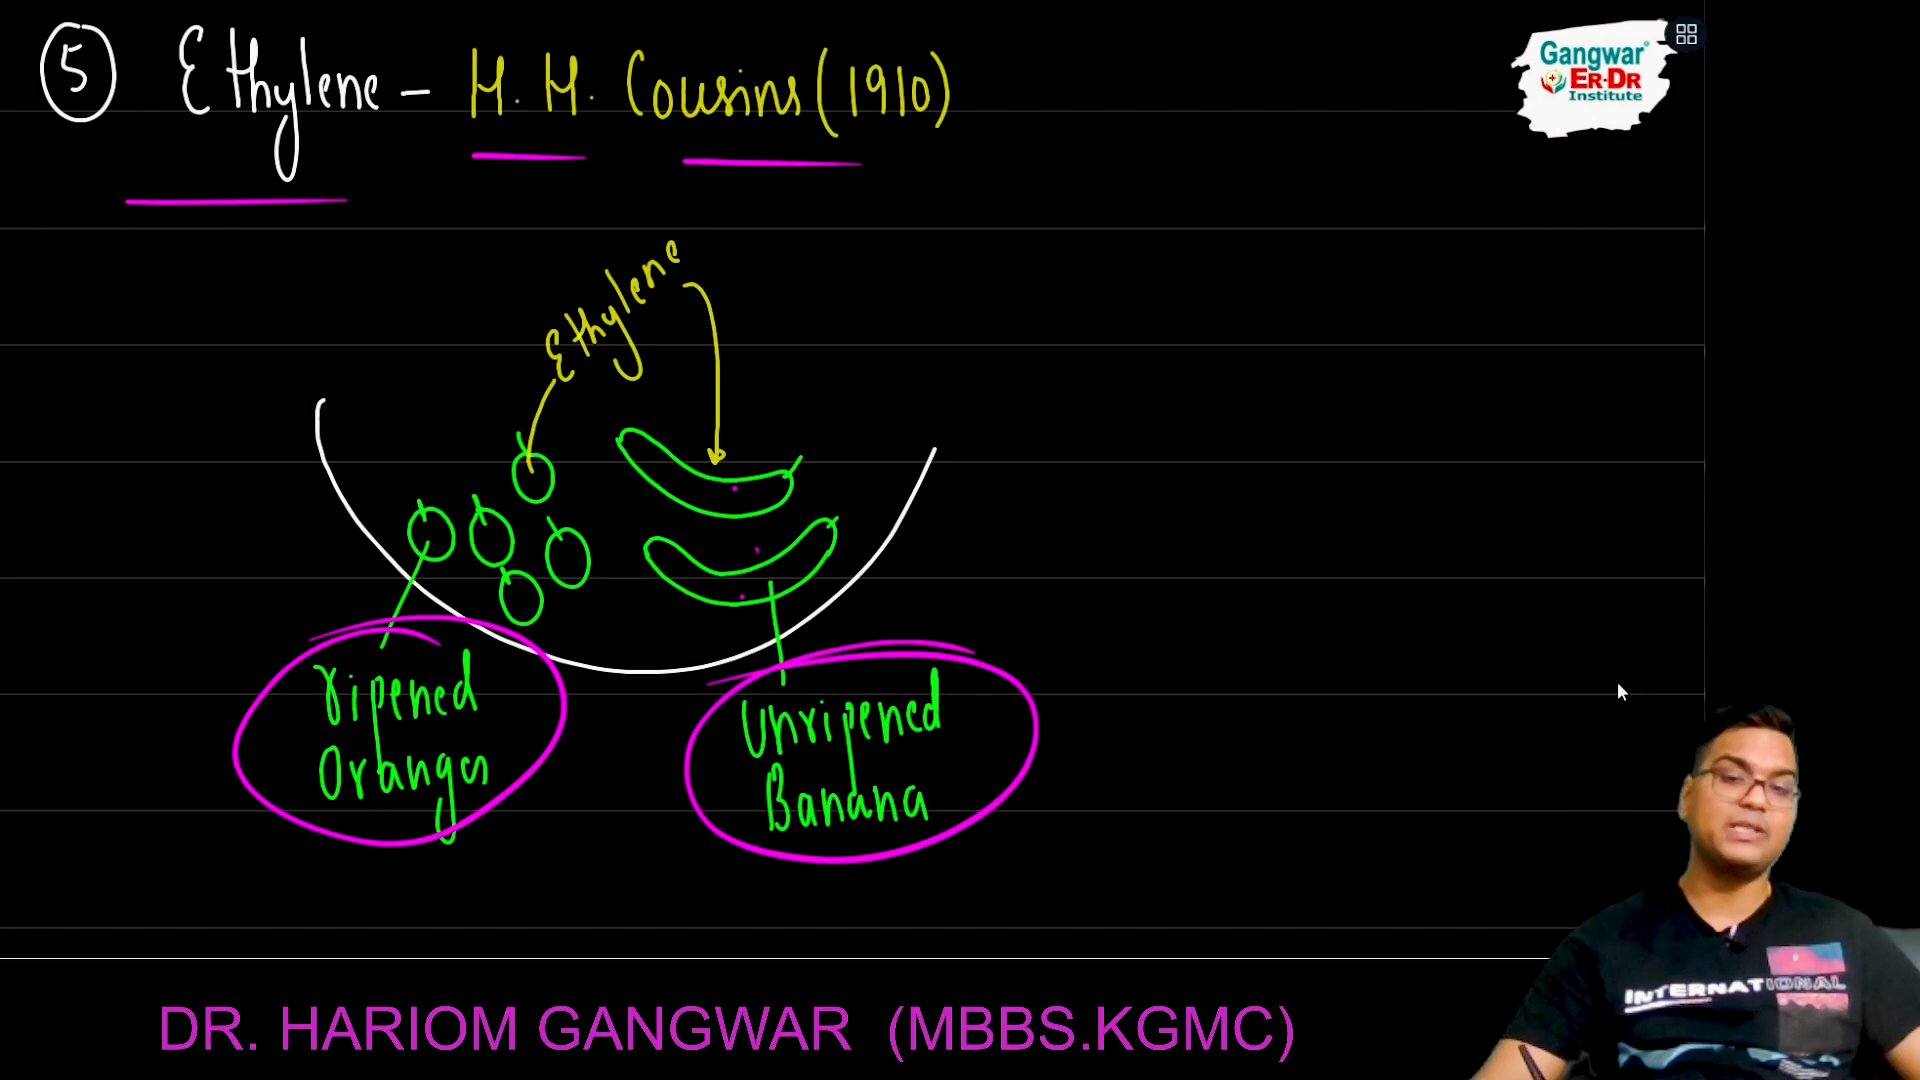 5 Ethylene - H. H. Cousins (1910)
Gangwar
ER-DR
Institute
Ethylene
ripened
Oranges
Unripened
Banana
INTERNATIONAL
DR. HARIOM GANGWAR (MBBS.KGMC)